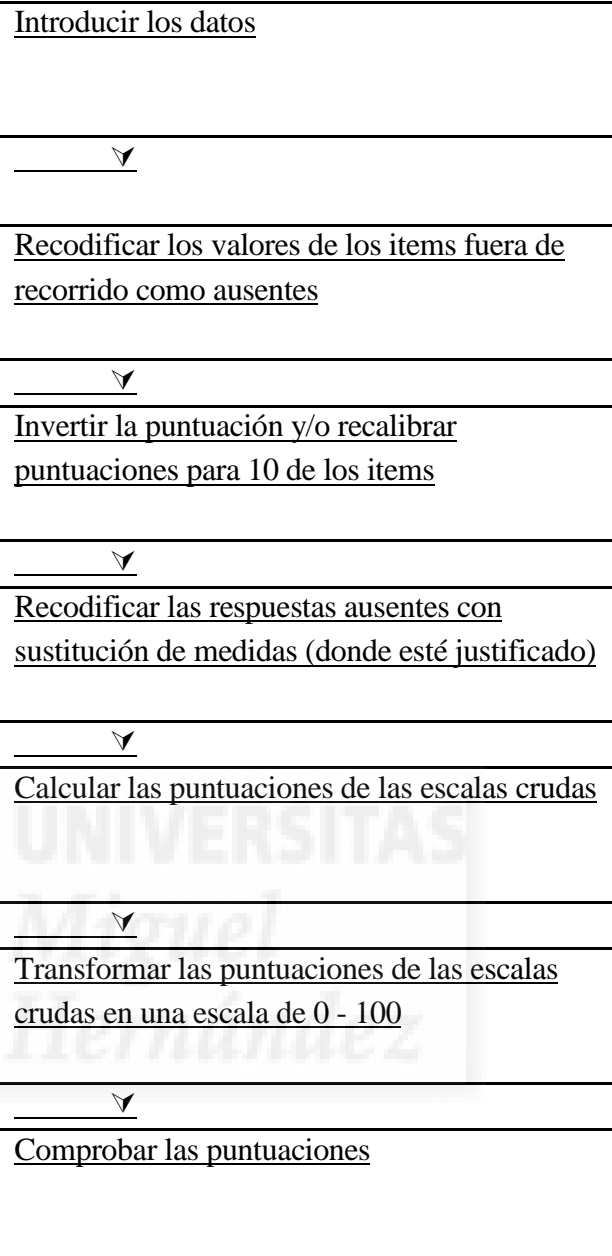 Introducir los datos
⮛
Recodificar los valores de los items fuera de
recorrido como ausentes
⮛
Invertir la puntuación y/o recalibrar
puntuaciones para 10 de los items
⮛
Recodificar las respuestas ausentes con
sustitución de medidas (donde esté justificado)
⮛
Calcular las puntuaciones de las escalas crudas
UNIVERSITAS
⮛
Miguel
Transformar las puntuaciones de las escalas
crudas en una escala de 0 - 100
Hernández
⮛
Comprobar las puntuaciones